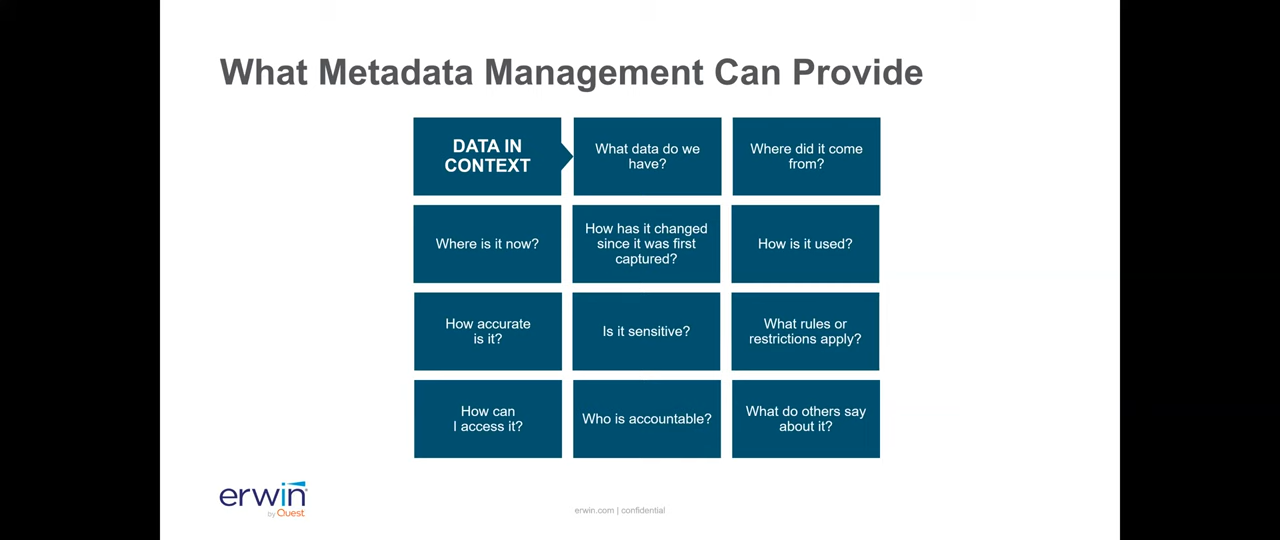 What Metadata Management Can Provide
DATA IN
CONTEXT
What data do we
have?
Where did it come
from?
Where is it now?
How has it changed
since it was first
captured?
How is it used?
How accurate
is it?
Is it sensitive?
What rules or
restrictions apply?
How can
I access it?
Who is accountable?
What do others say
about it?
erwin
by Quest
erwin.com | confidential